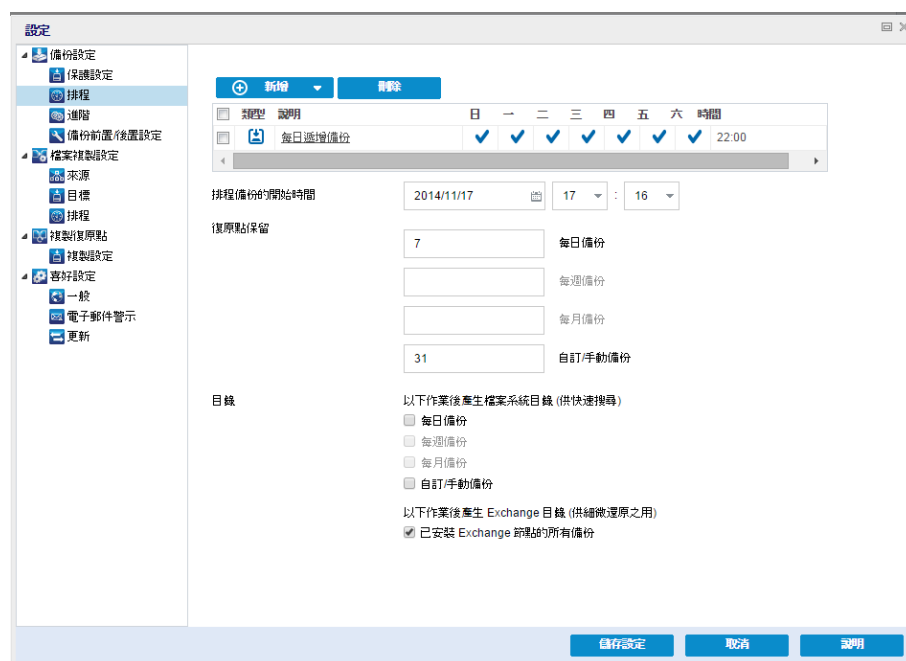 設定
備份設定
保護設定
排程
進階
備份前置/後置設定
檔案複製設定
來源
目標
排程
複製復原點
複製設定
喜好設定
一般
電子郵件警示
更新
新增 刪除
類型 說明 日 一 二 三 四 五 六 時間
每日遞增備份 22:00
排程備份的開始時間 2014/11/17 17 : 16
復原點保留
7 每日備份
每週備份
每月備份
31 自訂/手動備份
目錄 以下作業後產生檔案系統目錄 (供快速搜尋)
每日備份
每週備份
每月備份
自訂/手動備份
以下作業後產生 Exchange 目錄 (供細微還原之用)
已安裝 Exchange 節點的所有備份
儲存設定 取消 說明